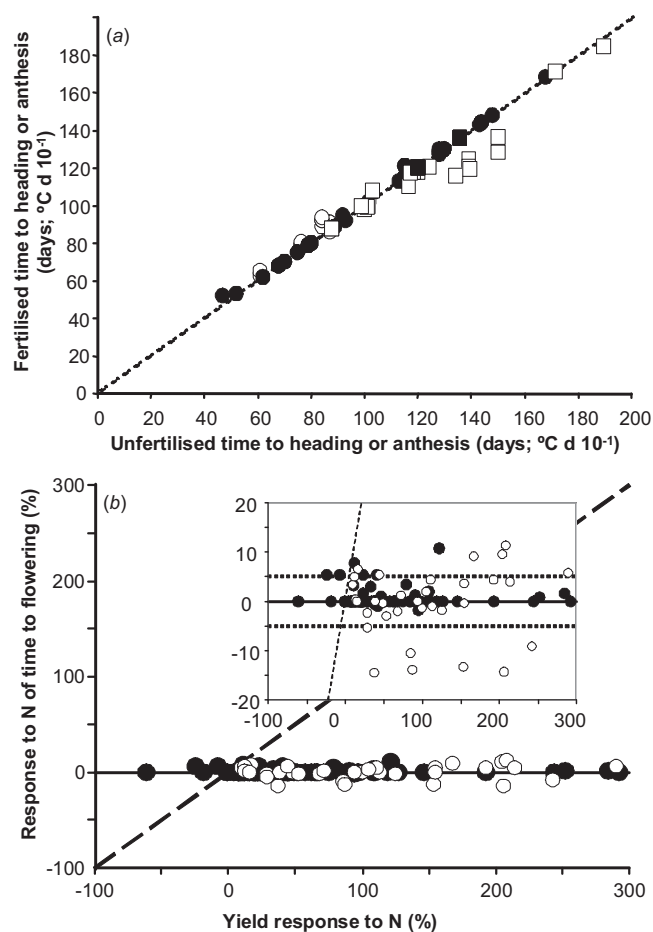 (a)
Fertilised time to heading or anthesis
(days; ºC d 10-1)
180
160
140
120
100
80
60
40
20
0
0 20 40 60 80 100 120 140 160 180 200
Unfertilised time to heading or anthesis (days; ºC d 10-1)
(b)
Response to N of time to flowering (%)
300
200
100
0
-100
20
10
0
-10
-20
-100 0 100 200 300
-100 0 100 200 300
Yield response to N (%)